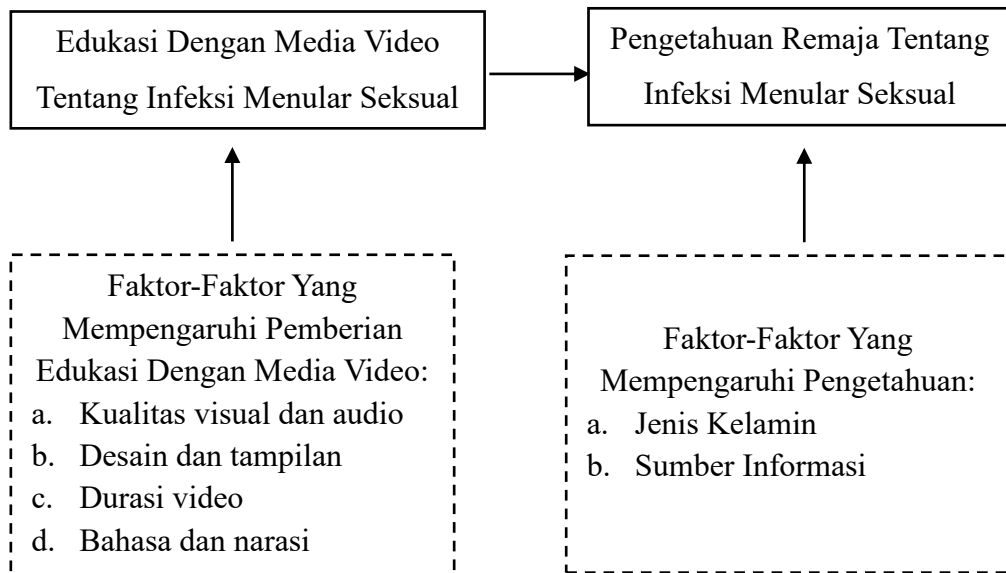 Edukasi Dengan Media Video
Tentang Infeksi Menular Seksual
Pengetahuan Remaja Tentang
Infeksi Menular Seksual
Faktor-Faktor Yang
Mempengaruhi Pemberian
Edukasi Dengan Media Video:
a. Kualitas visual dan audio
b. Desain dan tampilan
c. Durasi video
d. Bahasa dan narasi
Faktor-Faktor Yang
Mempengaruhi Pengetahuan:
a. Jenis Kelamin
b. Sumber Informasi